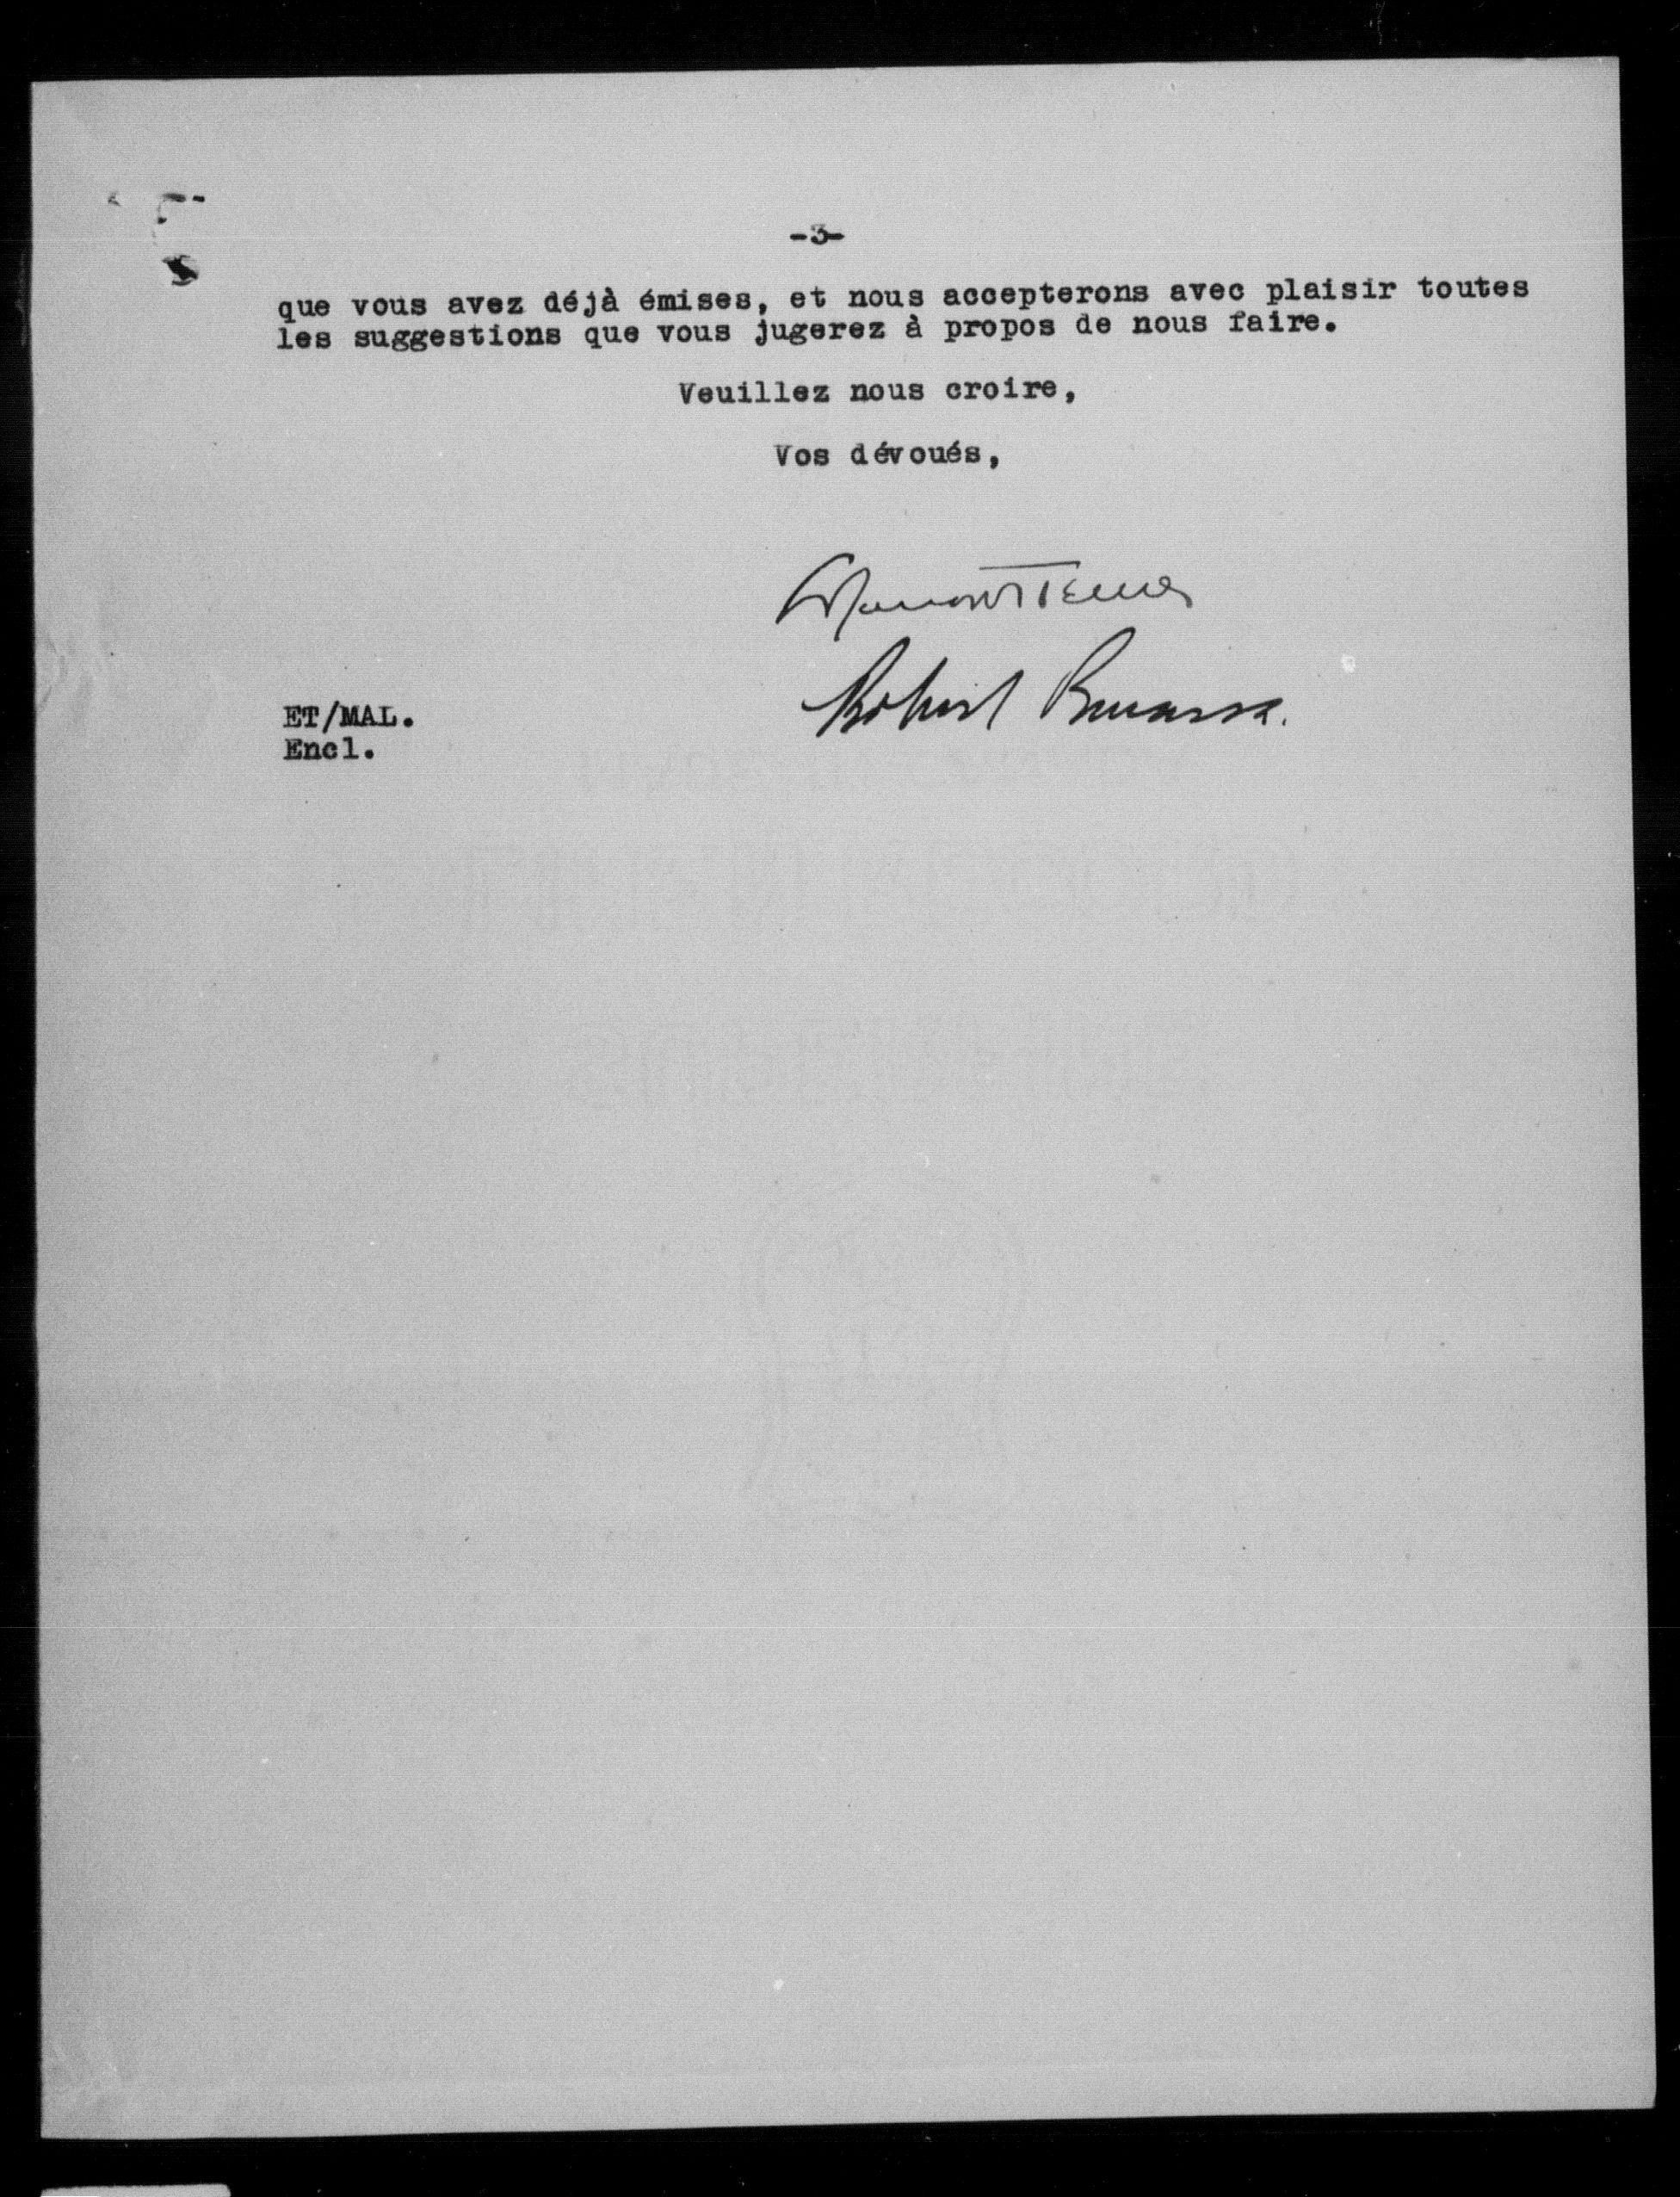 -3-
que vous avez déjà émises, et nous accepterons avec plaisir toutes
les suggestions que vous jugerez à propos de nous faire.
Veuillez nous croire,
Vos dévoués,
Robert
ET/MAL.
Encl.